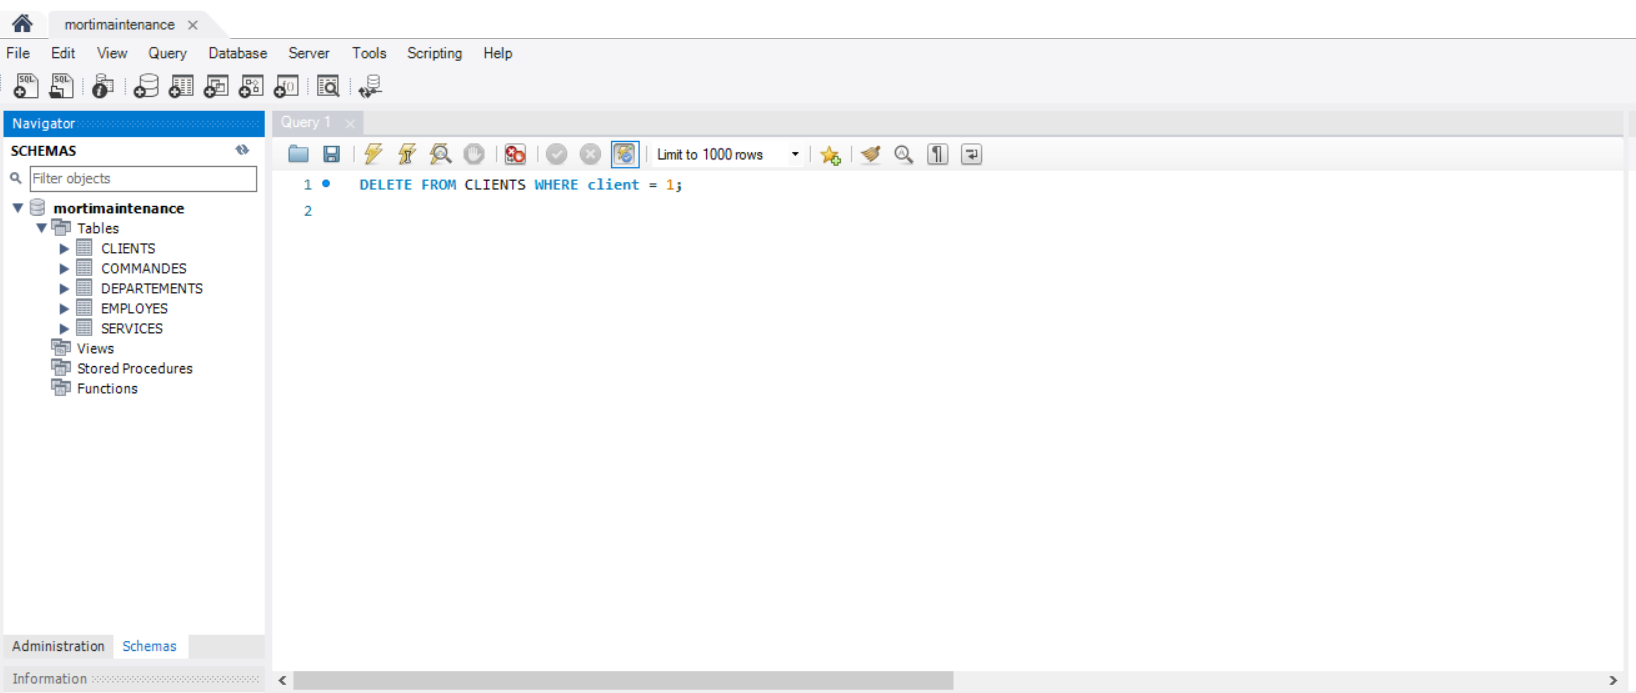 mortimaintenance
File Edit View Query Database Server Tools Scripting Help
Navigator
SCHEMAS
Filter objects
mortimaintenance
Tables
CLIENTS
COMMANDES
DEPARTEMENTS
EMPLOYES
SERVICES
Views
Stored Procedures
Functions
Administration Schemas
Information
Query 1
Limit to 1000 rows
1 DELETE FROM CLIENTS WHERE client = 1;
2